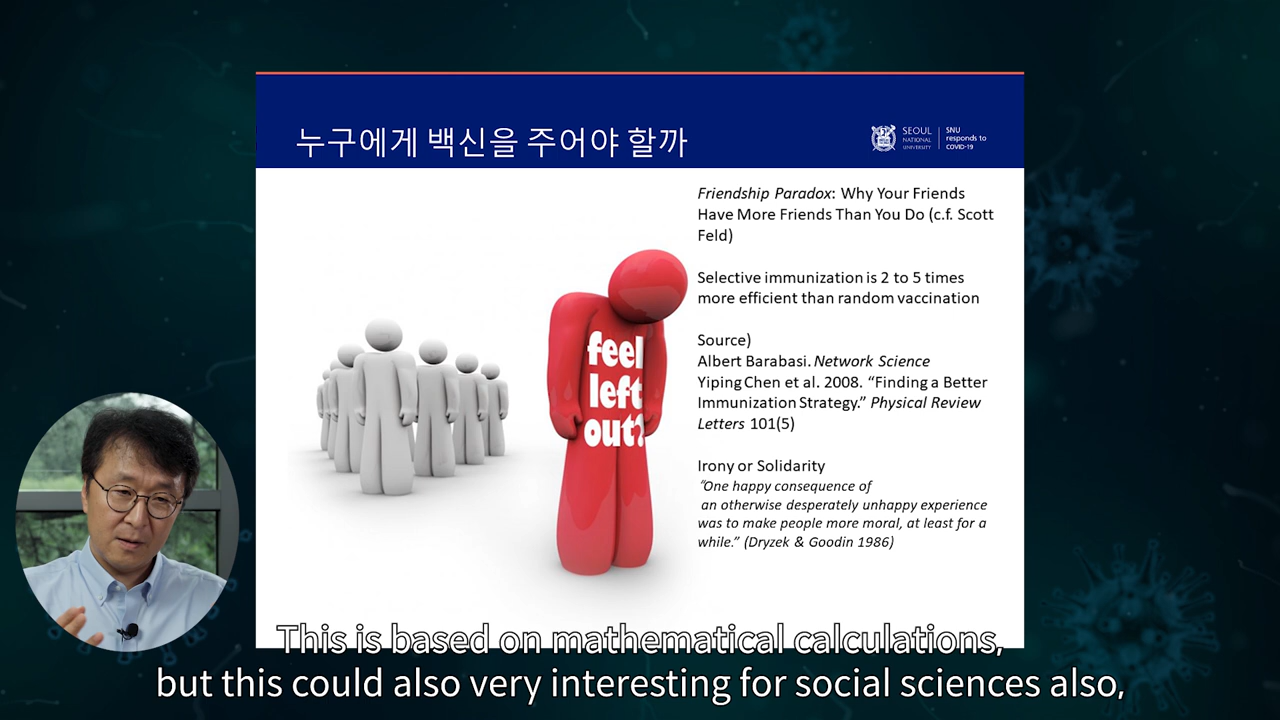 누구에게 백신을 주어야 할까
SEOUL
NATIONAL
UNIVERSITY
SNU
responds to
COVID-19
Friendship Paradox: Why Your Friends
Have More Friends Than You Do (c.f. Scott
Feld)
Selective immunization is 2 to 5 times
more efficient than random vaccination
Source)
Albert Barabasi. Network Science
Yiping Chen et al. 2008. “Finding a Better
Immunization Strategy.” Physical Review
Letters 101(5)
Irony or Solidarity
“One happy consequence of
an otherwise desperately unhappy experience
was to make people more moral, at least for a
while.” (Dryzek & Goodin 1986)
feel
left
out?
This is based on mathematical calculations,
but this could also very interesting for social sciences also,